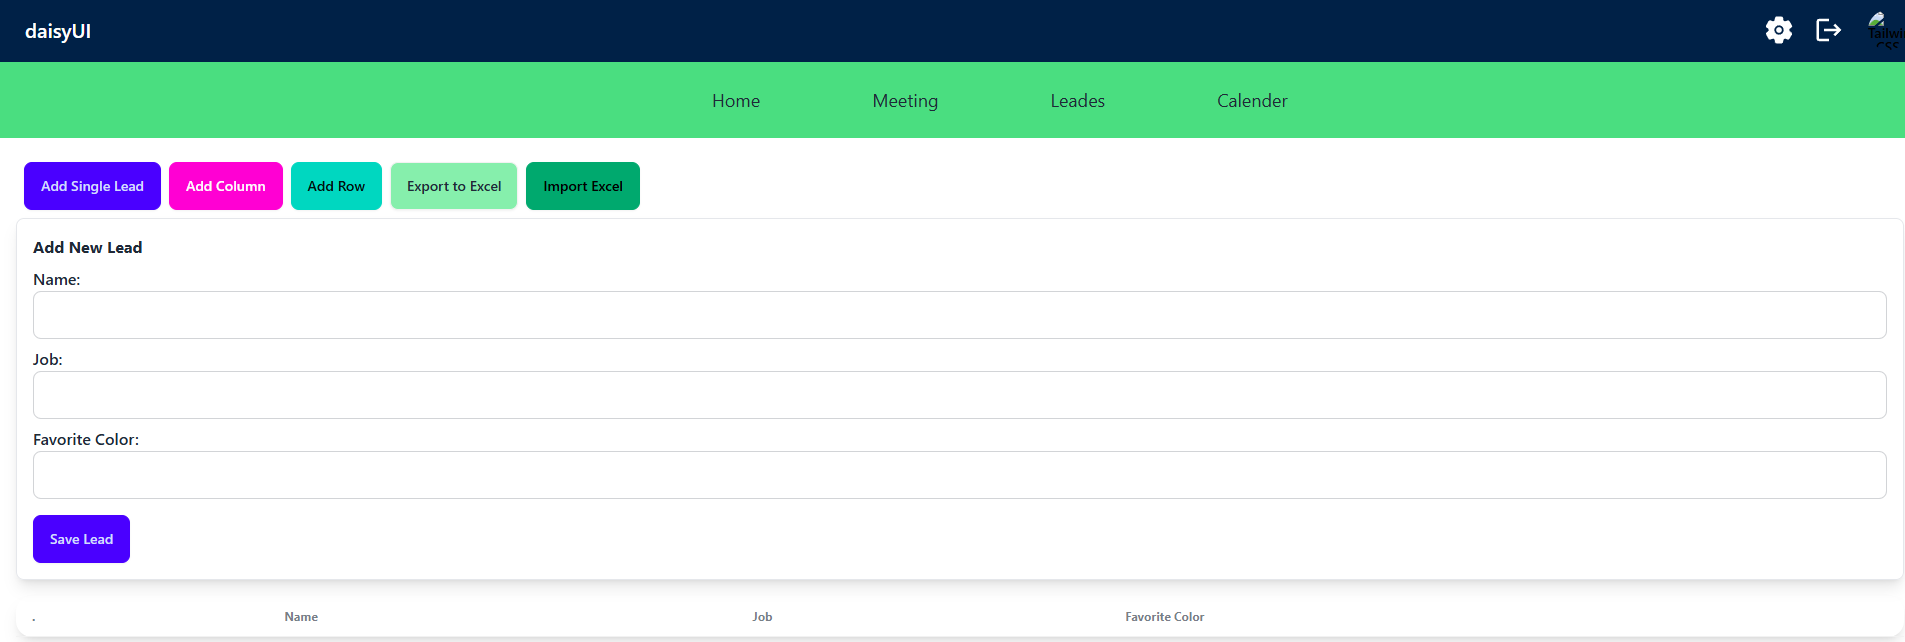 daisyUI
Tailwi
CSS
Home Meeting Leades Calender
Add Single Lead Add Column Add Row Export to Excel Import Excel
Add New Lead
Name:
Job:
Favorite Color:
Save Lead
. Name Job Favorite Color